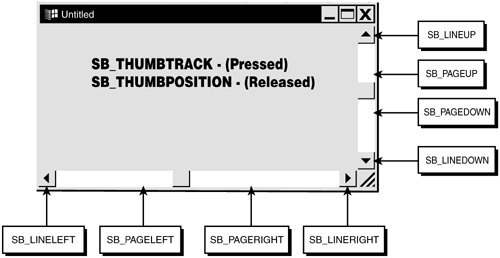 Untitled
SB_THUMBTRACK - (Pressed)
SB_THUMBPOSITION - (Released)
SB_LINEUP
SB_PAGEUP
SB_PAGEDOWN
SB_LINEDOWN
SB_LINELEFT
SB_PAGELEFT
SB_PAGERIGHT
SB_LINERIGHT